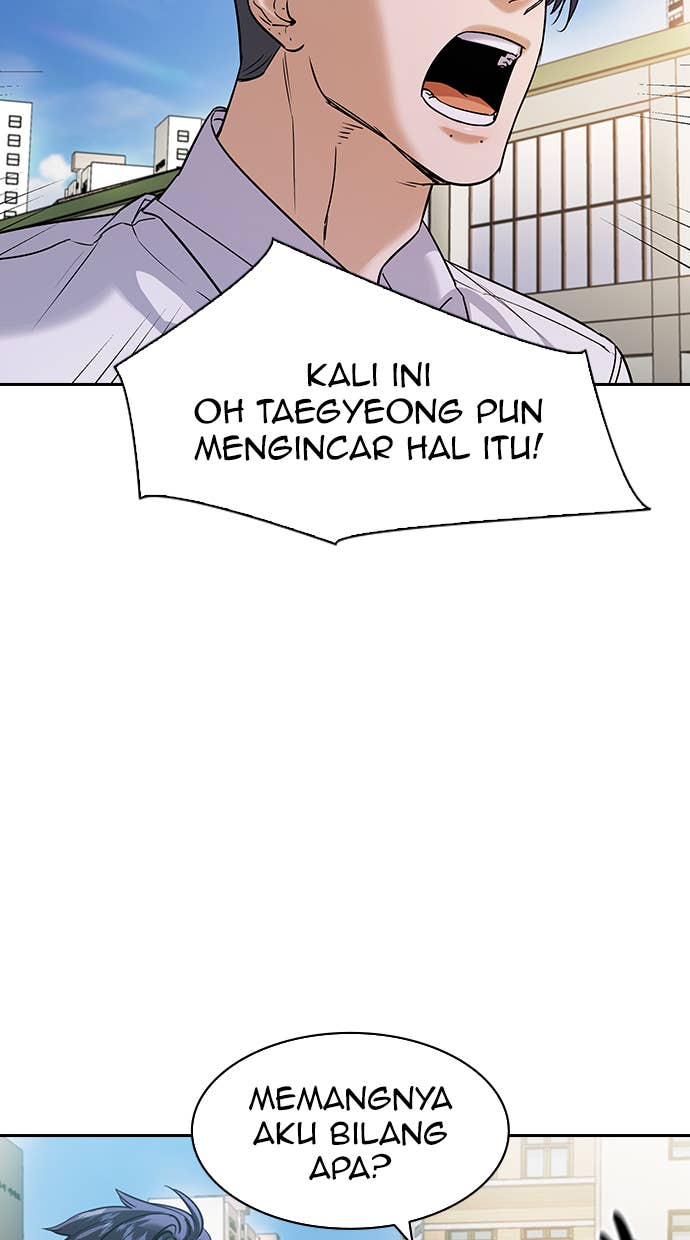 KALI INI
OH TAEGYEONG PUN
MENGINCAR HAL ITU!
MEMANGNYA
AKU BILANG
APA?